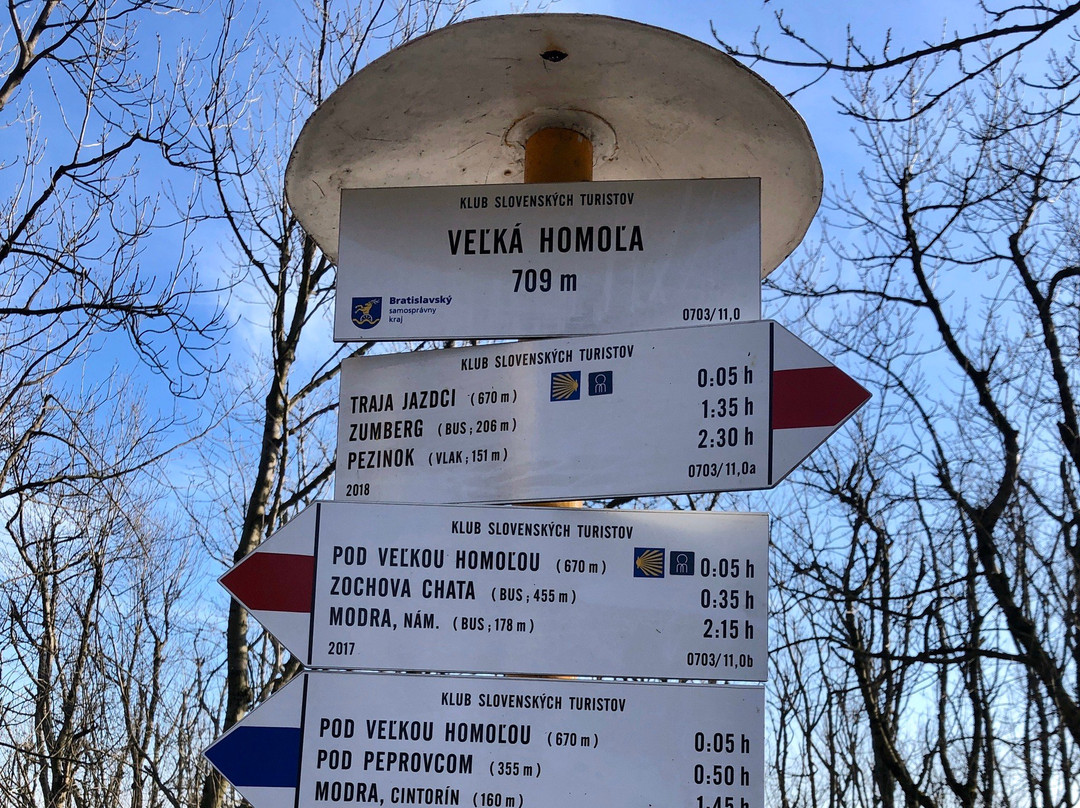 KLUB SLOVENSKÝCH TURISTOV
VEĽKÁ HOMOĽA
709 m
Bratislavský
samosprávny
kraj
0703/11,0
KLUB SLOVENSKÝCH TURISTOV
TRAJA JAZDCI (670 m) 0:05 h
ZUMBERG (BUS; 206 m) 1:35 h
PEZINOK (VLAK; 151 m) 2:30 h
2018 0703/11,0a
KLUB SLOVENSKÝCH TURISTOV
POD VEĽKOU HOMOĽOU (670 m) 0:05 h
ZOCHOVA CHATA (BUS; 455 m) 0:35 h
MODRA, NÁM. (BUS; 178 m) 2:15 h
2017 0703/11,0b
KLUB SLOVENSKÝCH TURISTOV
POD VEĽKOU HOMOĽOU (670 m) 0:05 h
POD PEPROVCOM (355 m) 0:50 h
MODRA, CINTORÍN (160 m) 1:45 h